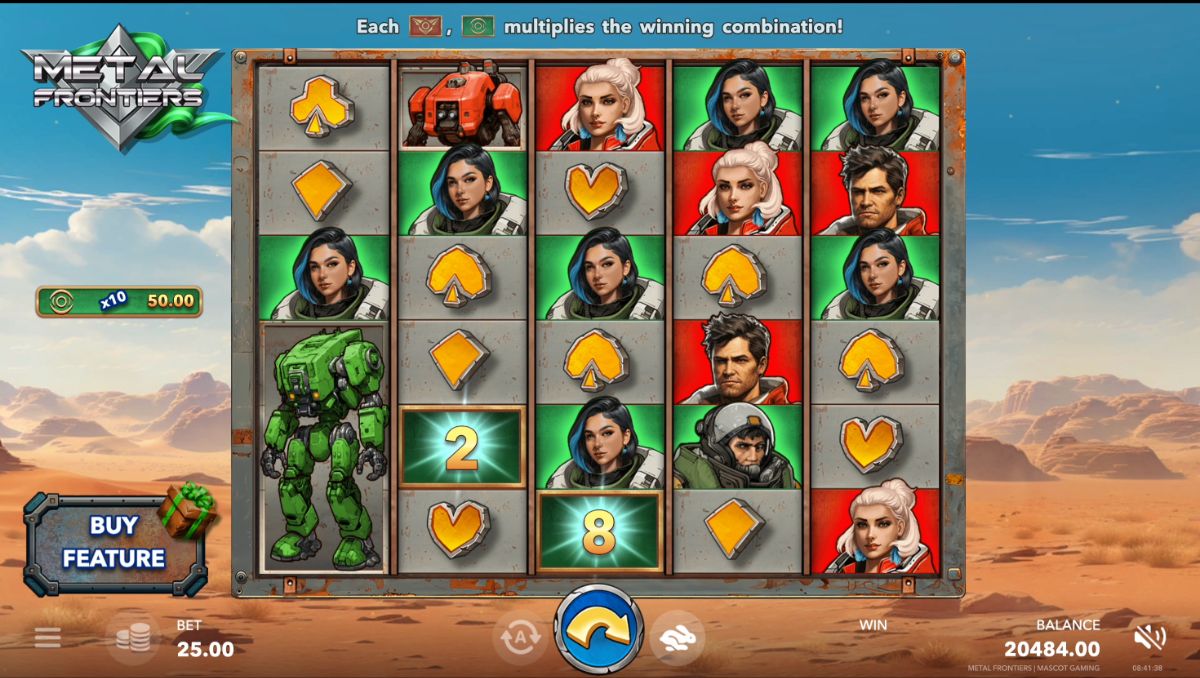 Each , multiplies the winning combination!
METAL
FRONTIERS
x10 50.00
2
8
BUY
FEATURE
A
BET
25.00
WIN
BALANCE
20484.00
METAL FRONTIERS | MASCOT GAMING
08:41:38